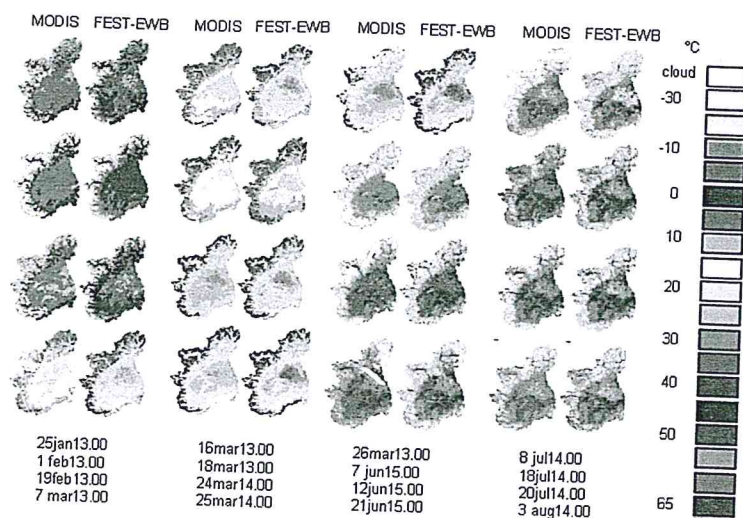 MODIS FEST-EWB MODIS FEST-EWB MODIS FEST-EWB MODIS FEST-EWB
°C
cloud
-30
-10
0
10
20
30
40
50
65
25jan13.00
1 feb13.00
19feb13.00
7 mar13.00
16mar13.00
18mar13.00
24mar14.00
25mar14.00
26mar13.00
7 jun15.00
12jun15.00
21jun15.00
8 jul14.00
18jul14.00
20jul14.00
3 aug14.00